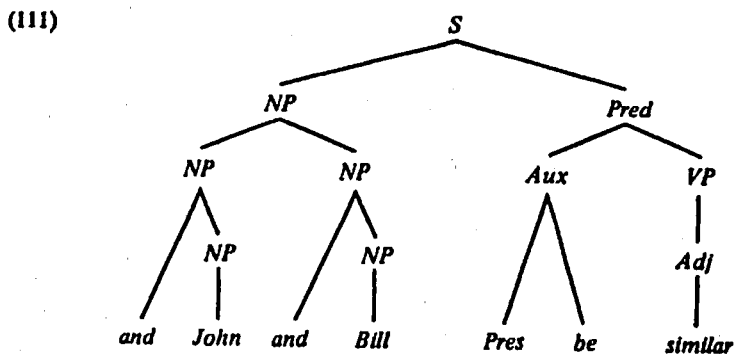 (111)
S
NP Pred
NP NP Aux VP
NP NP Adj
and John and Bill Pres be similar